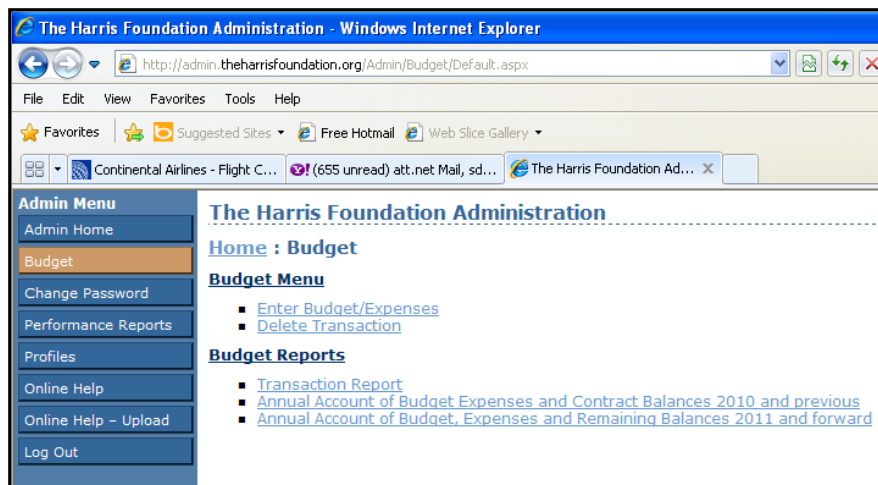 The Harris Foundation Administration - Windows Internet Explorer
http://admin.theharrisfoundation.org/Admin/Budget/Default.aspx
File Edit View Favorites Tools Help
Favorites Suggested Sites Free Hotmail Web Slice Gallery
Continental Airlines - Flight C... (655 unread) att.net Mail, sd... The Harris Foundation Ad... X
Admin Menu
Admin Home
Budget
Change Password
Performance Reports
Profiles
Online Help
Online Help – Upload
Log Out
The Harris Foundation Administration
Home : Budget
Budget Menu
Enter Budget/Expenses
Delete Transaction
Budget Reports
Transaction Report
Annual Account of Budget Expenses and Contract Balances 2010 and previous
Annual Account of Budget, Expenses and Remaining Balances 2011 and forward